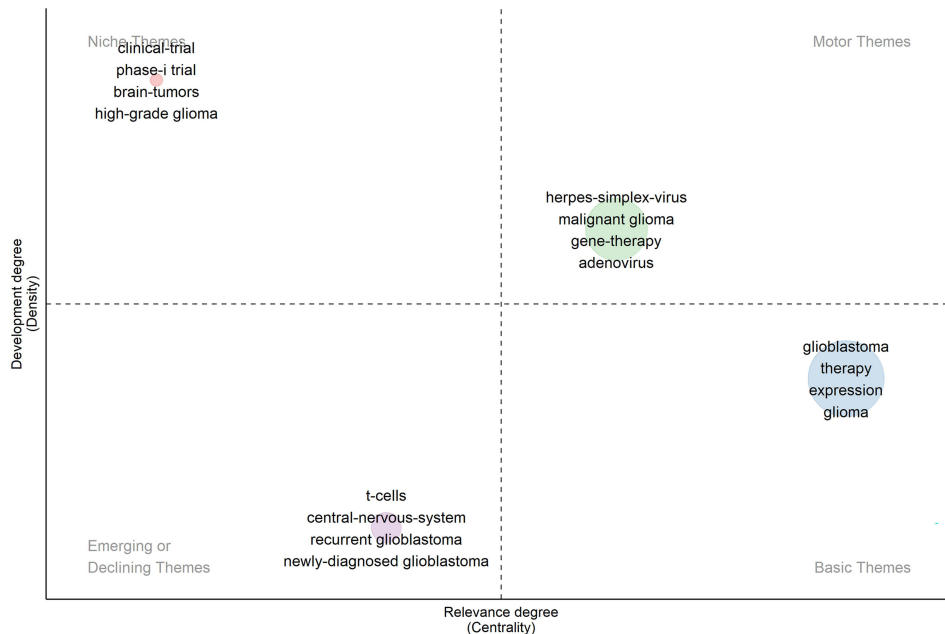 Niche Themes
clinical-trial
phase-i trial
brain-tumors
high-grade glioma
Motor Themes
herpes-simplex-virus
malignant glioma
gene-therapy
adenovirus
Development degree
(Density)
glioblastoma
therapy
expression
glioma
t-cells
central-nervous-system
recurrent glioblastoma
newly-diagnosed glioblastoma
Emerging or
Declining Themes
Basic Themes
Relevance degree
(Centrality)